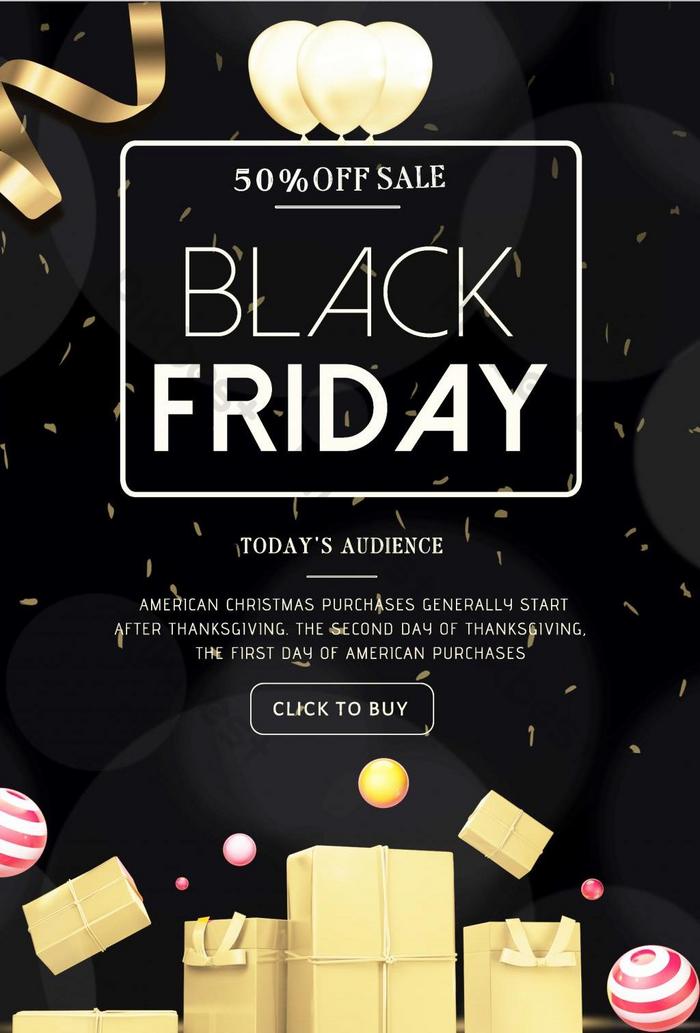 50%OFF SALE
BLACK
FRIDAY
TODAY'S AUDIENCE
AMERICAN CHRISTMAS PURCHASES GENERALLY START
AFTER THANKSGIVING. THE SECOND DAY OF THANKSGIVING,
THE FIRST DAY OF AMERICAN PURCHASES
CLICK TO BUY